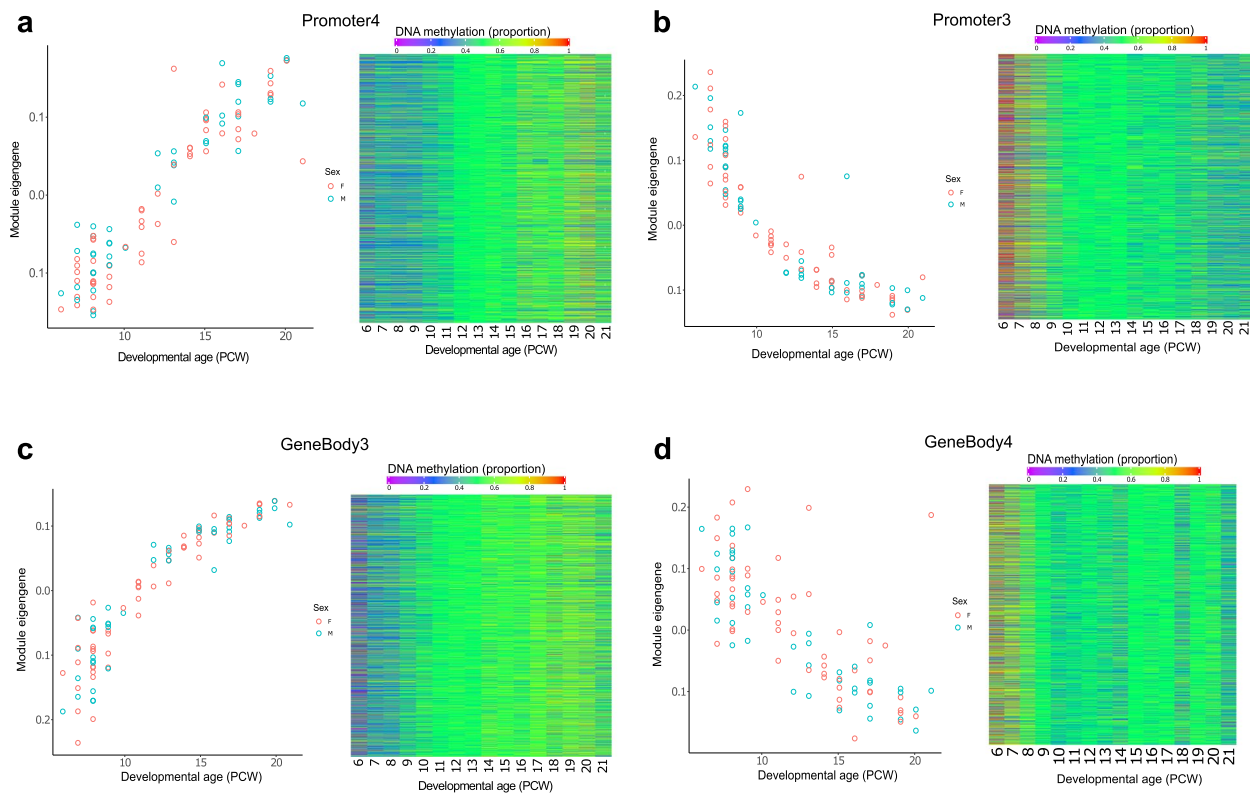 a
Promoter4
DNA methylation (proportion)
0 0.2 0.4 0.6 0.8 1
Module eigengene
0.1
0.0
0.1
10 15 20
Developmental age (PCW)
Sex
F
M
6 7 8 9 10 11 12 13 14 15 16 17 18 19 20 21
Developmental age (PCW)
b
Promoter3
DNA methylation (proportion)
0 0.2 0.4 0.6 0.8 1
Module eigengene
0.2
0.1
0.0
0.1
10 15 20
Developmental age (PCW)
Sex
F
M
6 7 8 9 10 11 12 13 14 15 16 17 18 19 20 21
Developmental age (PCW)
c
GeneBody3
DNA methylation (proportion)
0 0.2 0.4 0.6 0.8 1
Module eigengene
0.1
0.0
0.1
0.2
10 15 20
Developmental age (PCW)
Sex
F
M
6 7 8 9 10 11 12 13 14 15 16 17 18 19 20 21
Developmental age (PCW)
d
GeneBody4
DNA methylation (proportion)
0 0.2 0.4 0.6 0.8 1
Module eigengene
0.2
0.1
0.0
0.1
10 15 20
Developmental age (PCW)
Sex
F
M
6 7 8 9 10 11 12 13 14 15 16 17 18 19 20 21
Developmental age (PCW)